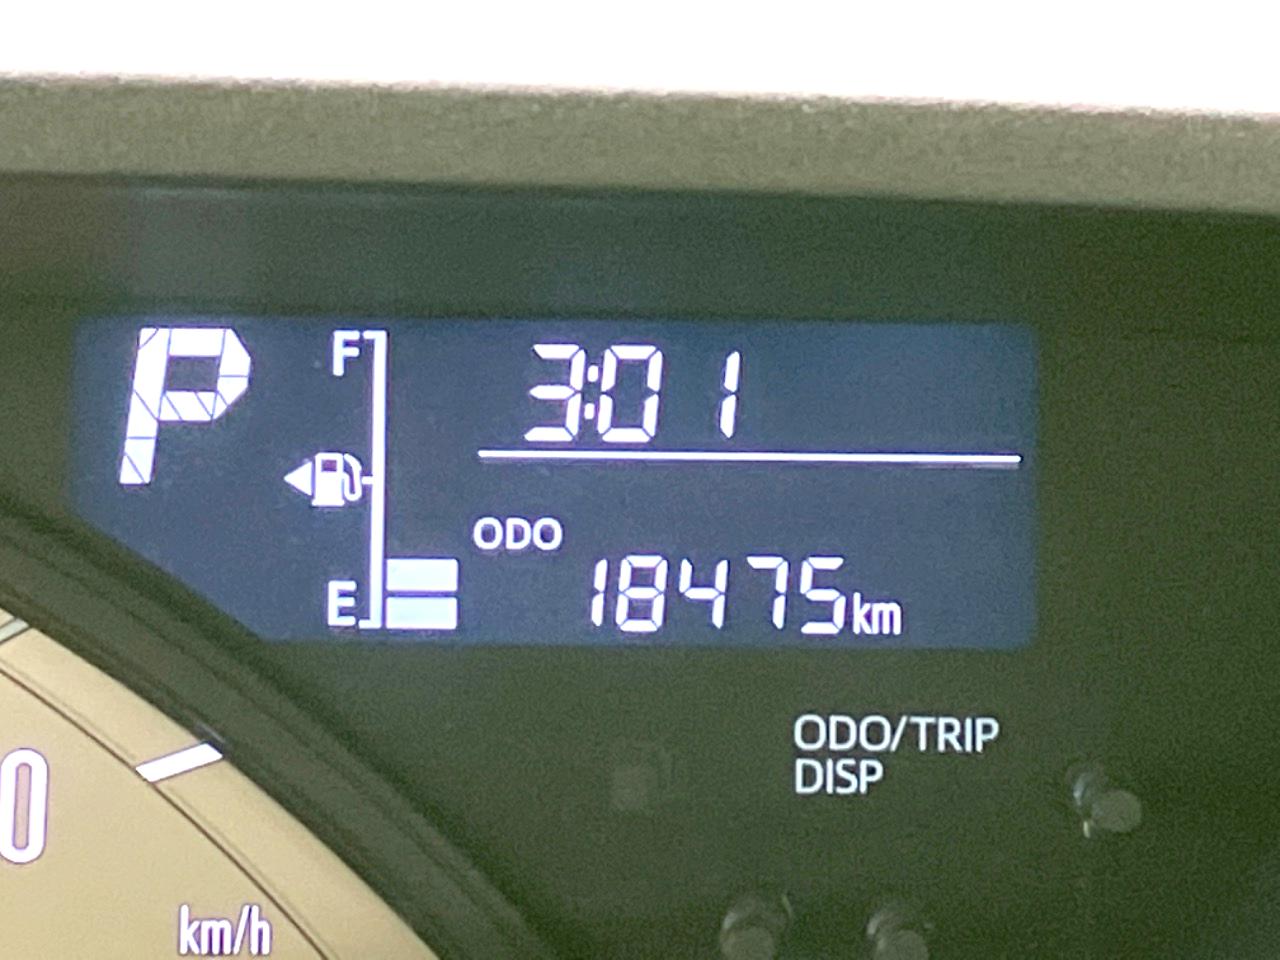 P
F
3:01
ODO
18475km
E
ODO/TRIP
DISP
0
km/h